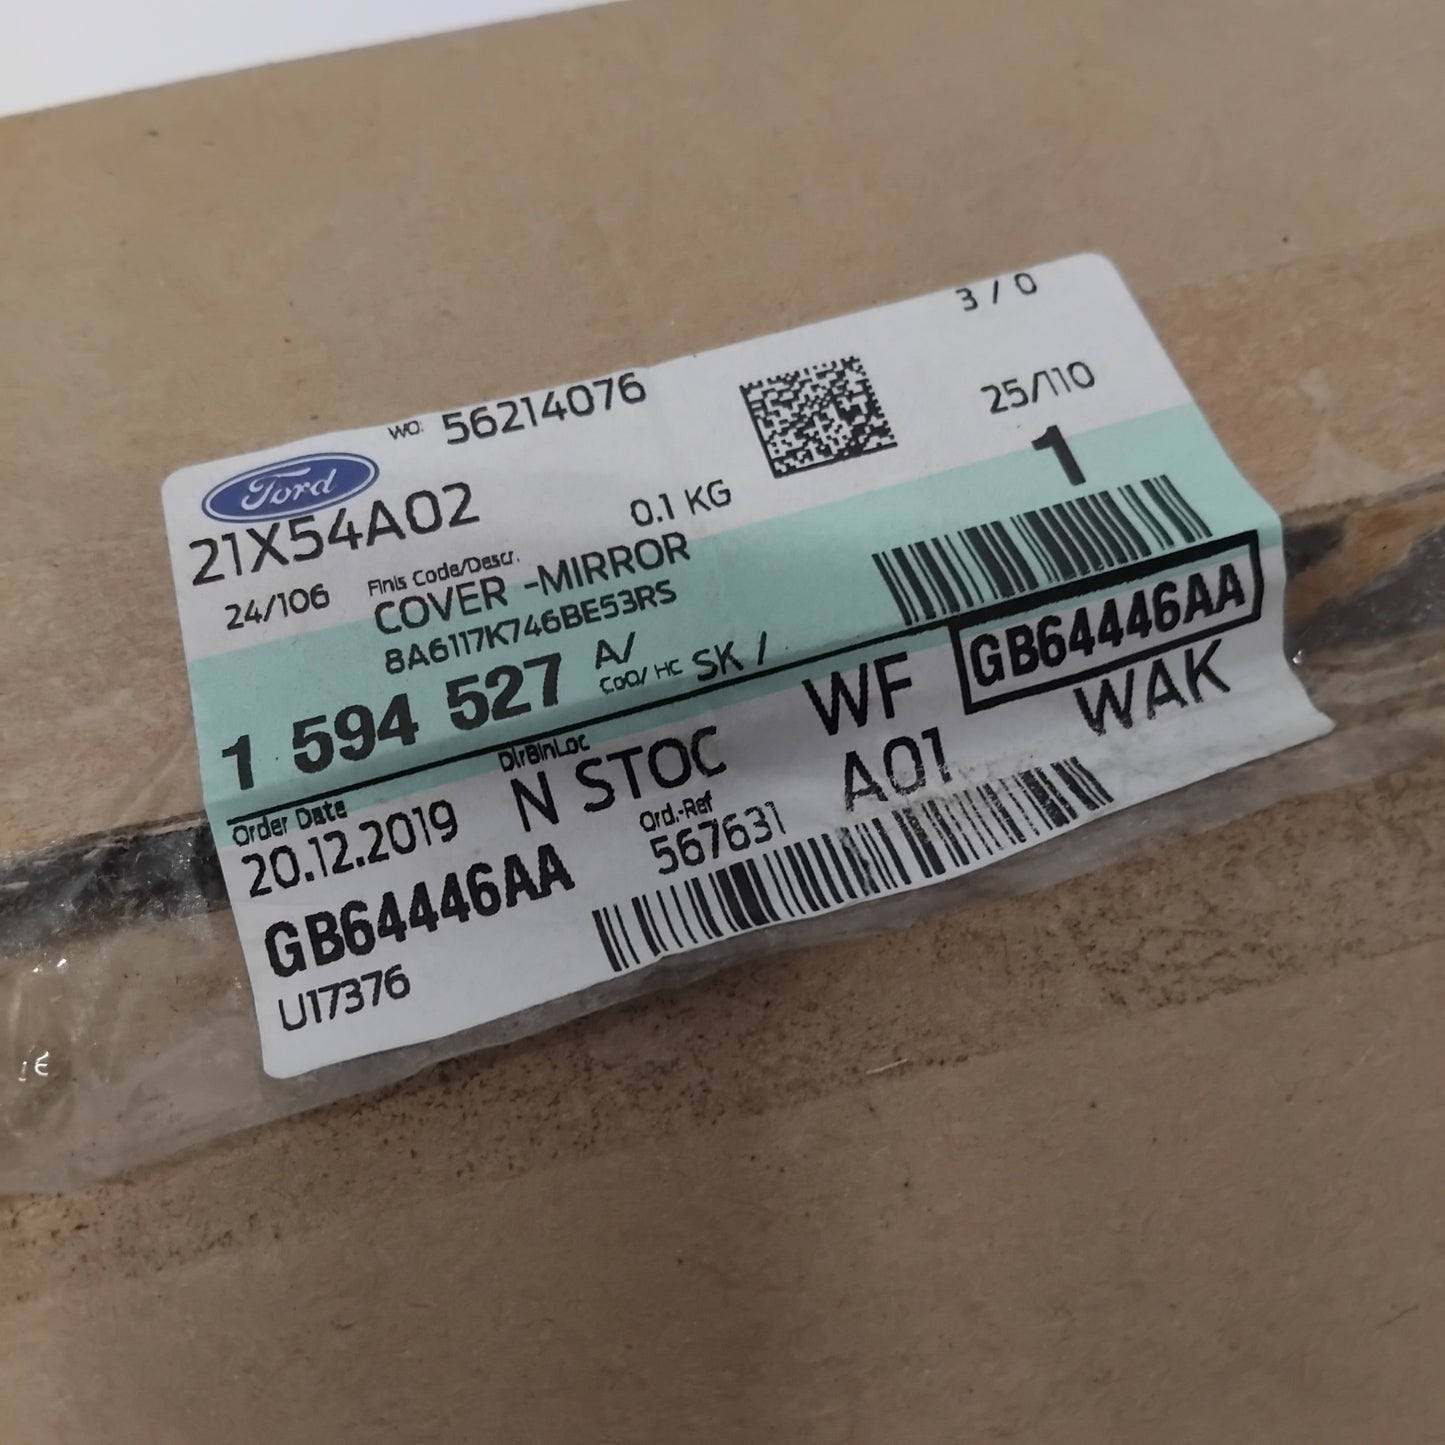 3 / 0
WO: 56214076
25/110
Ford
21X54A02
0.1 KG
1
24/106
Finis Code/Descr.
COVER -MIRROR
8A6117K746BE53RS
1 594 527
A/
CoO/ HC SK /
GB64446AA
WF
WAK
DlrBinLoc
N STOC
A01
Order Date
20.12.2019
Ord.-Ref
567631
GB64446AA
U17376